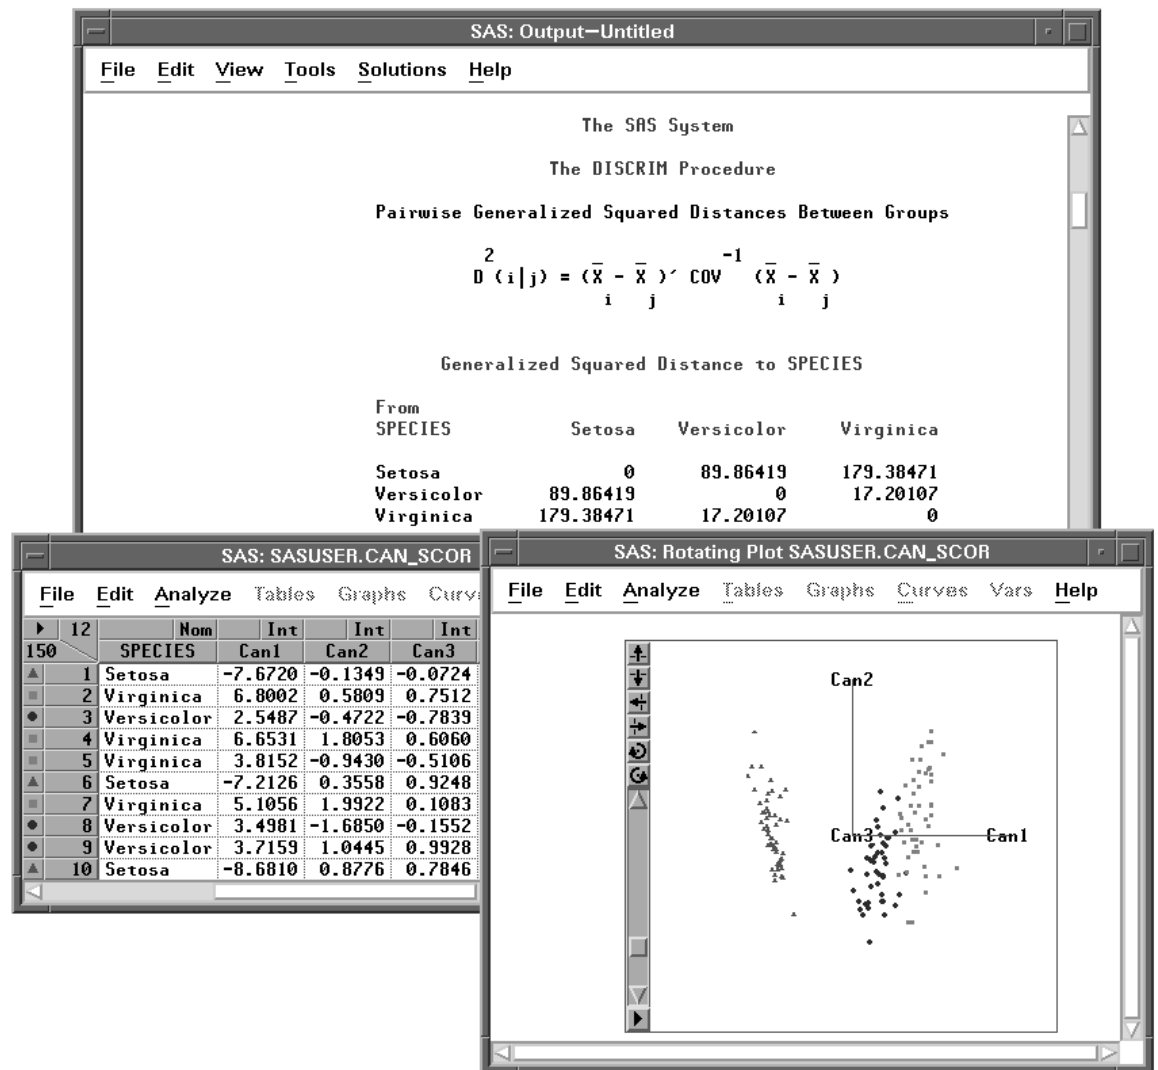 SAS: Output—Untitled
File Edit View Tools Solutions Help
The SAS System
The DISCRIM Procedure
Pairwise Generalized Squared Distances Between Groups
2 _ _ -1 _ _
D (i|j) = (X - X )´ COV (X - X )
i j i j
Generalized Squared Distance to SPECIES
From
SPECIES Setosa Versicolor Virginica
Setosa 0 89.86419 179.38471
Versicolor 89.86419 0 17.20107
Virginica 179.38471 17.20107 0
SAS: SASUSER.CAN_SCOR
File Edit Analyze Tables Graphs Curv
12 Nom Int Int Int
150 SPECIES Can1 Can2 Can3
1 Setosa -7.6720 -0.1349 -0.0724
2 Virginica 6.8002 0.5809 0.7512
3 Versicolor 2.5487 -0.4722 -0.7839
4 Virginica 6.6531 1.8053 0.6060
5 Virginica 3.8152 -0.9430 -0.5106
6 Setosa -7.2126 0.3558 0.9248
7 Virginica 5.1056 1.9922 0.1083
8 Versicolor 3.4981 -1.6850 -0.1552
9 Versicolor 3.7159 1.0445 0.9928
10 Setosa -8.6810 0.8776 0.7846
SAS: Rotating Plot SASUSER.CAN_SCOR
File Edit Analyze Tables Graphs Curves Vars Help
Can2
Can3 Can1